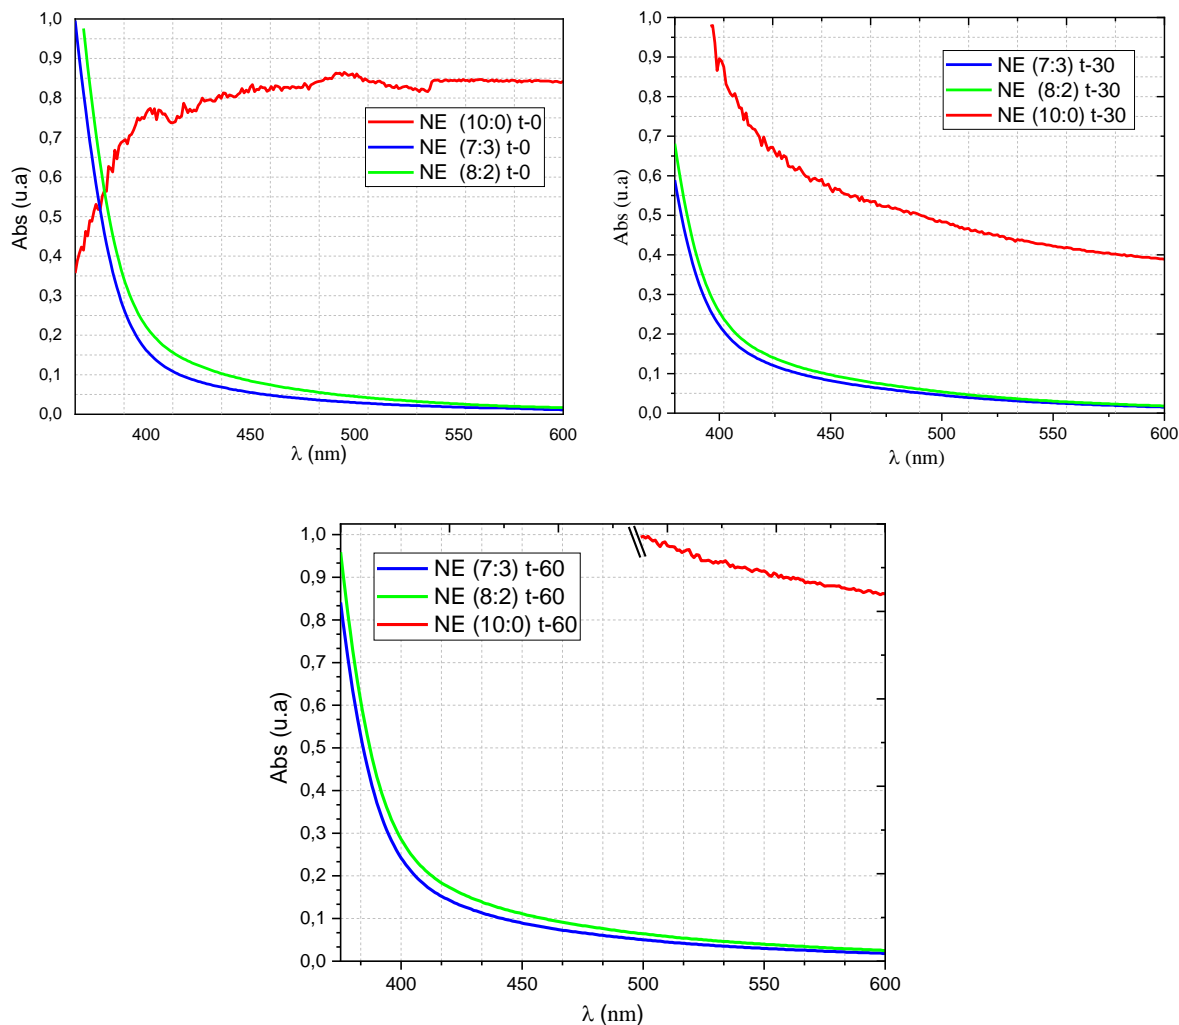 1,0
0,9
0,8
0,7
0,6
0,5
0,4
0,3
0,2
0,1
0,0
Abs (u.a)
NE (10:0) t-0
NE (7:3) t-0
NE (8:2) t-0
400 450 500 550 600
λ (nm)
1
0,9
0,8
0,7
0,6
0,5
0,4
0,3
0,2
0,1
0,0
Abs (u.a)
NE (7:3) t-30
NE (8:2) t-30
NE (10:0) t-30
400 450 500 550 600
λ (nm)
1,0
0,9
0,8
0,7
0,6
0,5
0,4
0,3
0,2
0,1
0,0
Abs (u.a)
NE (7:3) t-60
NE (8:2) t-60
NE (10:0) t-60
400 450 500 550 600
λ (nm)